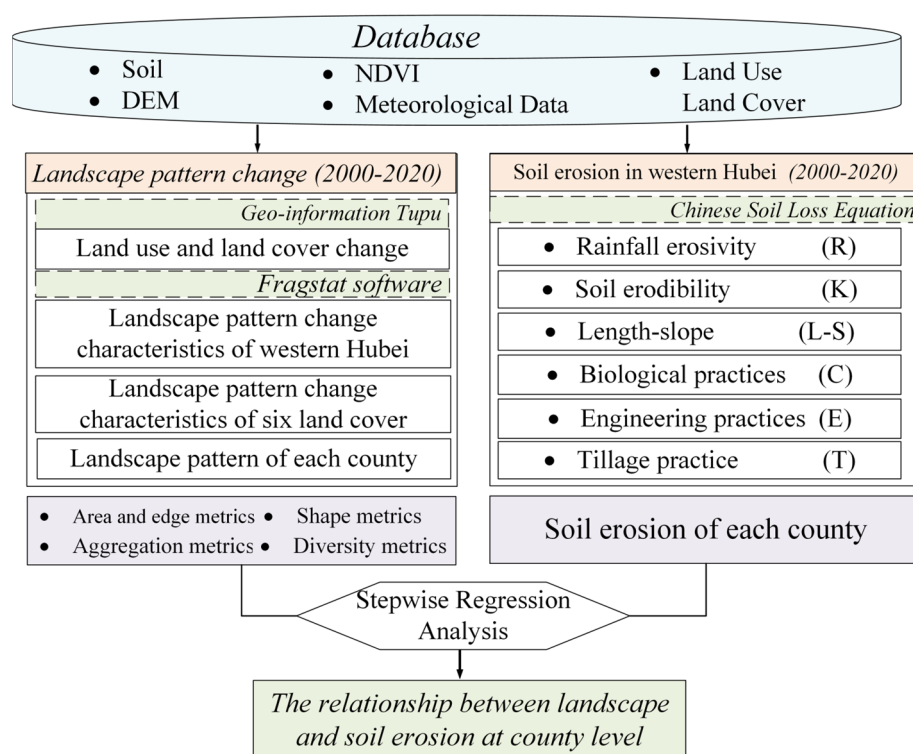 Database
• Soil
• DEM
• NDVI
• Meteorological Data
• Land Use
Land Cover
Landscape pattern change (2000-2020)
Geo-information Tupu
Land use and land cover change
Fragstat software
Landscape pattern change
characteristics of western Hubei
Landscape pattern change
characteristics of six land cover
Landscape pattern of each county
• Area and edge metrics
• Shape metrics
• Aggregation metrics
• Diversity metrics
Soil erosion in western Hubei (2000-2020)
Chinese Soil Loss Equation
• Rainfall erosivity (R)
• Soil erodibility (K)
• Length-slope (L-S)
• Biological practices (C)
• Engineering practices (E)
• Tillage practice (T)
Soil erosion of each county
Stepwise Regression
Analysis
The relationship between landscape
and soil erosion at county level